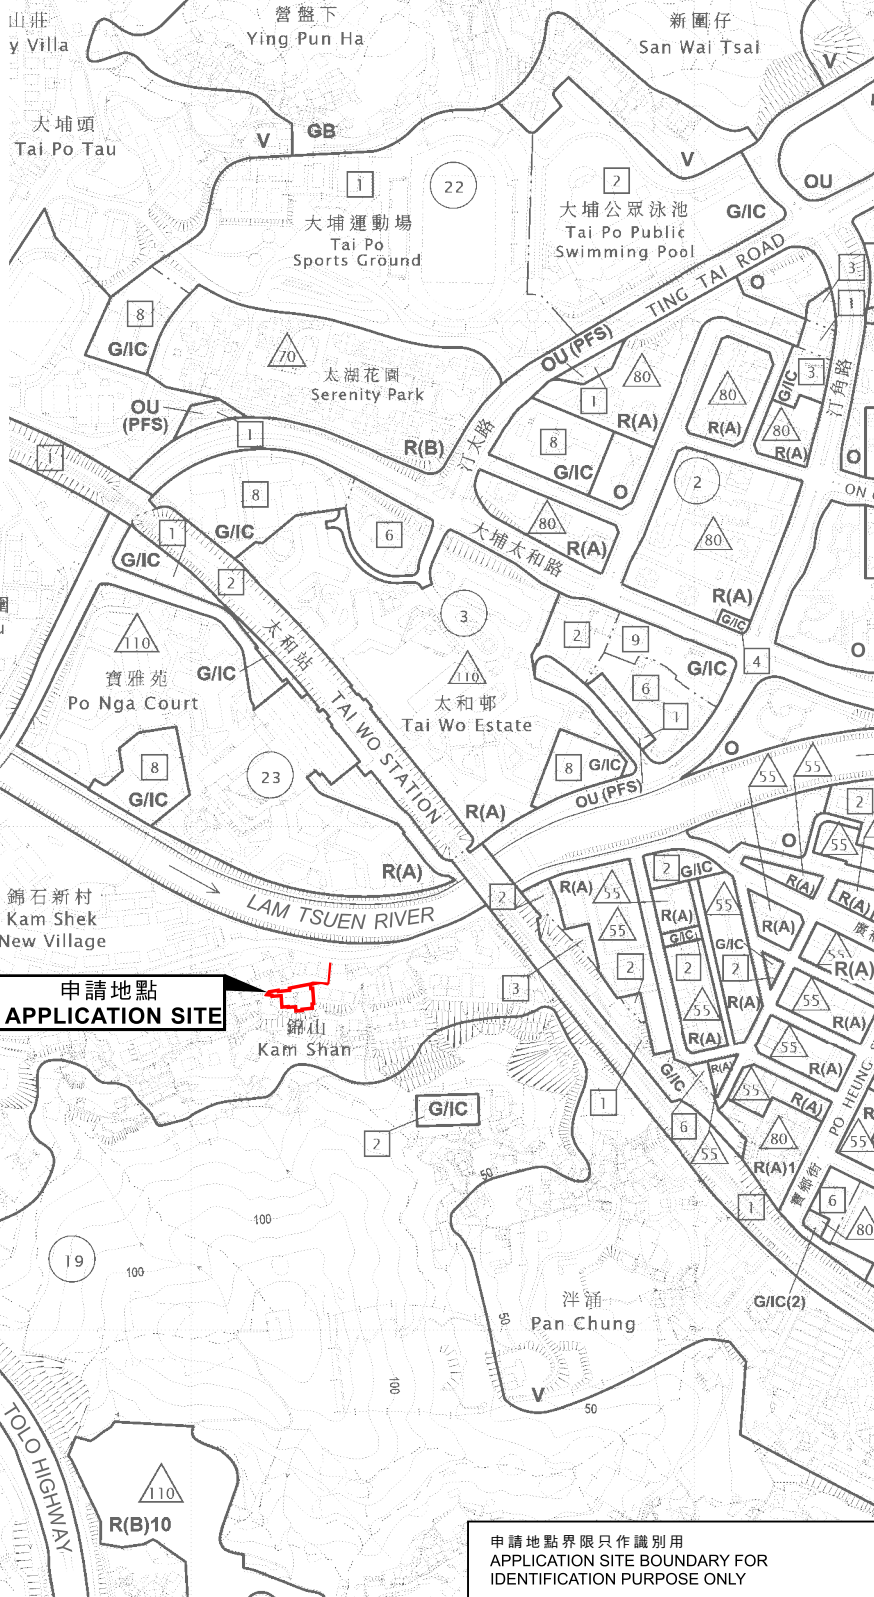 山莊
y Villa
營盤下
Ying Pun Ha
新圍仔
San Wai Tsai
V
大埔頭
Tai Po Tau
V
GB
1
22
2
V
OU
大埔運動場
Tai Po
Sports Ground
大埔公眾泳池
Tai Po Public
Swimming Pool
G/IC
TING TAI ROAD
O
3
1
8
G/IC
70
太湖花園
Serenity Park
OU (PFS)
80
1
R(A)
80
R(A)
G/IC
3
汀角路
OU
(PFS)
1
R(B)
汀太路
8
G/IC
O
80
R(A)
O
1
8
G/IC
6
80
R(A)
2
80
ON
1
G/IC
2
大埔太和路
R(A)
G/IC
3
2
9
G/IC
4
O
110
寶雅苑
Po Nga Court
G/IC
太和站
TAI WO STATION
110
太和邨
Tai Wo Estate
6
1
O
8
G/IC
23
8
G/IC
OU (PFS)
55
55
2
R(A)
R(A)
O
55
LAM TSUEN RIVER
2
R(A)
55
55
2
G/IC
R(A)
G/IC
55
G/IC
R(A)
R(A)
R(A)
錦石新村
Kam Shek
New Village
3
2
2
2
55
R(A)
55
R(A)
申請地點
APPLICATION SITE
錦山
Kam Shan
55
R(A)
R(A)
55
R(A)
G/IC
R(A)
55
R(A)
PO HEUNG
G/IC
2
1
6
55
80
R(A)1
55
50
寶鄉街
6
1
80
100
19
100
泮涌
Pan Chung
G/IC(2)
50
100
V
50
TOLO HIGHWAY
110
R(B)10
申請地點界限只作識別用
APPLICATION SITE BOUNDARY FOR
IDENTIFICATION PURPOSE ONLY